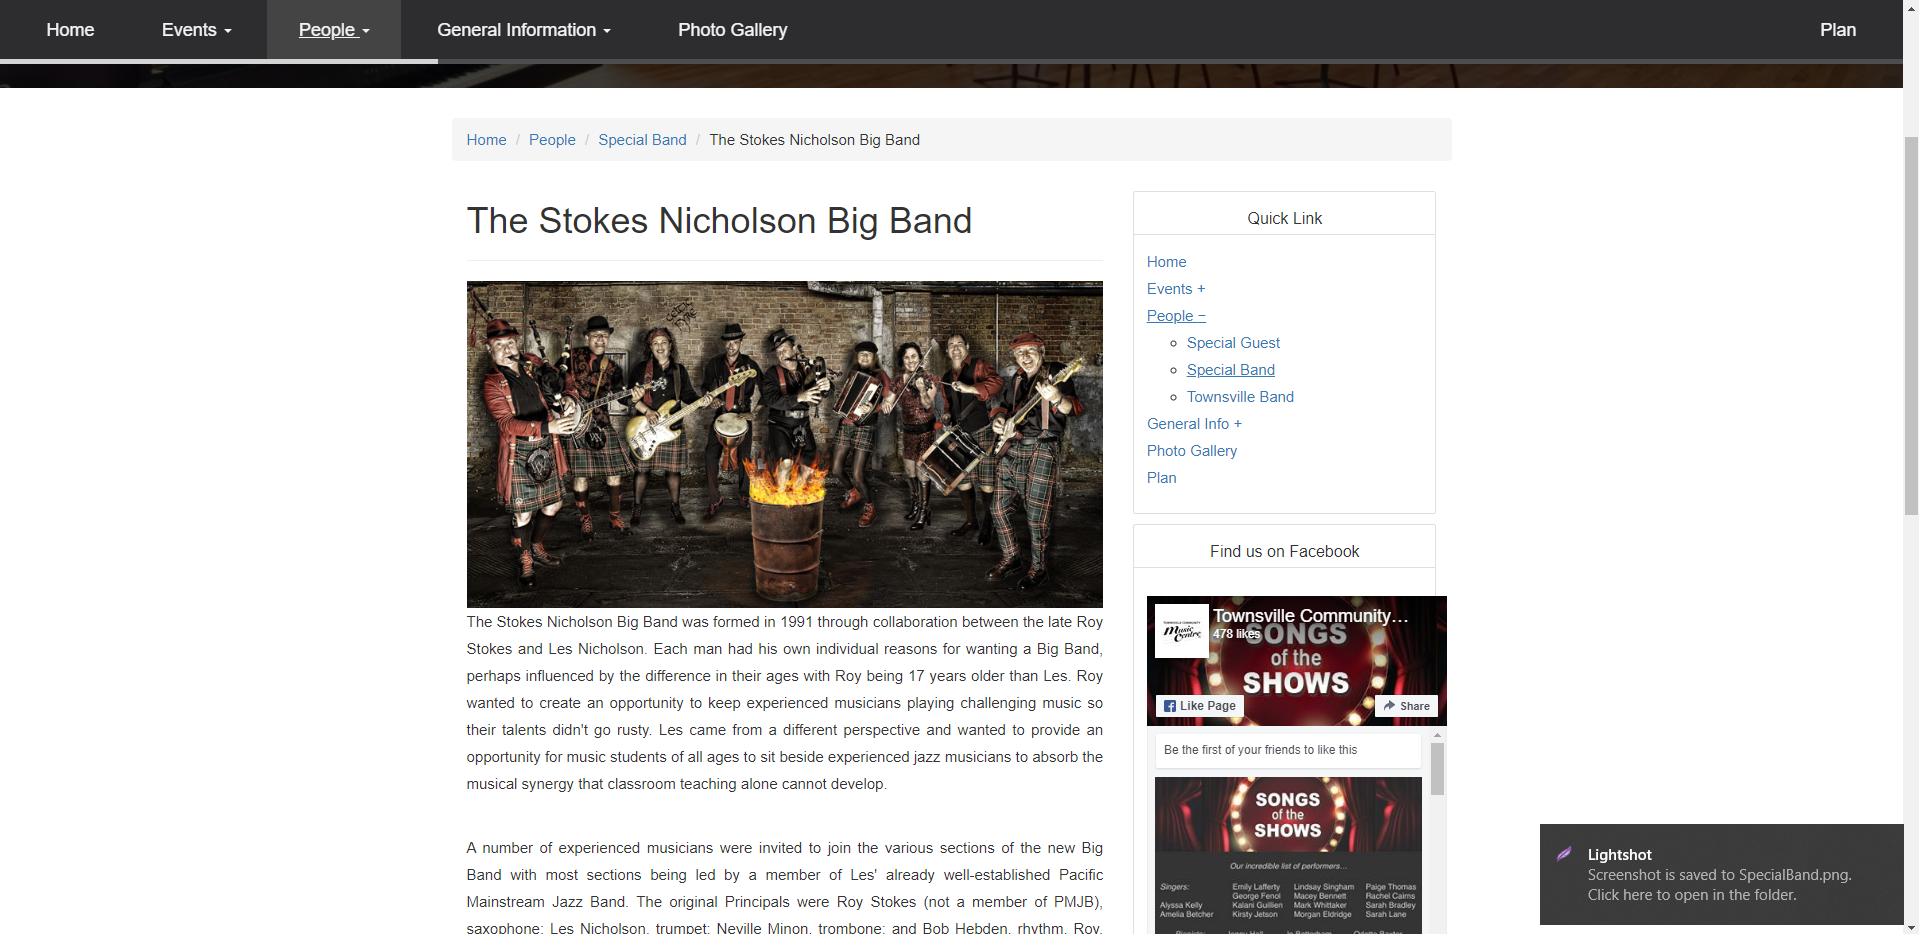 Home Events People General Information Photo Gallery Plan
Home / People / Special Band / The Stokes Nicholson Big Band
The Stokes Nicholson Big Band
The Stokes Nicholson Big Band was formed in 1991 through collaboration between the late Roy
Stokes and Les Nicholson. Each man had his own individual reasons for wanting a Big Band,
perhaps influenced by the difference in their ages with Roy being 17 years older than Les. Roy
wanted to create an opportunity to keep experienced musicians playing challenging music so
their talents didn't go rusty. Les came from a different perspective and wanted to provide an
opportunity for music students of all ages to sit beside experienced jazz musicians to absorb the
musical synergy that classroom teaching alone cannot develop.
A number of experienced musicians were invited to join the various sections of the new Big
Band with most sections being led by a member of Les' already well-established Pacific
Mainstream Jazz Band. The original Principals were Roy Stokes (not a member of PMJB),
saxophone; Les Nicholson, trumpet; Neville Minon, trombone; and Bob Hebden, rhythm. Roy,
Quick Link
Home
Events +
People −
Special Guest
Special Band
Townsville Band
General Info +
Photo Gallery
Plan
Find us on Facebook
TOWNSVILLE COMMUNITY
Music Centre
Townsville Community...
478 likes
SONGS
of the
SHOWS
Like Page
Share
Be the first of your friends to like this
SONGS
of the
SHOWS
Our incredible list of performers...
Singers: Emily Lafferty Lindsay Singham Paige Thomas
George Fenol Macey Bennett Rachel Cairns
Alyssa Kelly Kalani Guillien Mark Whittaker Sarah Bradley
Amelia Betcher Kirsty Jetson Morgan Eldridge Sarah Lane
Lightshot
Screenshot is saved to SpecialBand.png.
Click here to open in the folder.